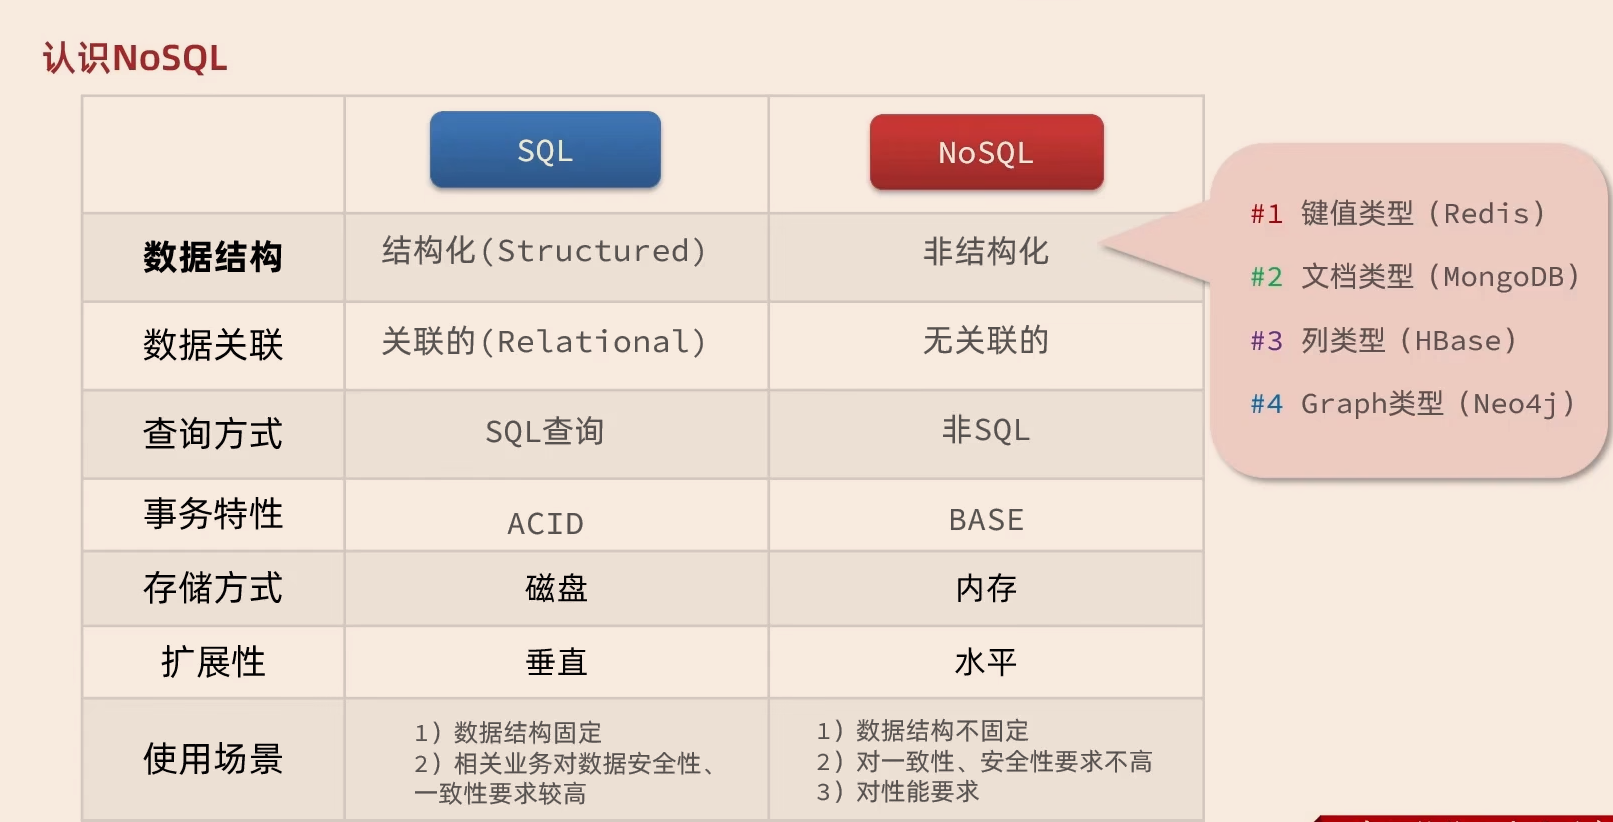 认识NoSQL
SQL
NoSQL
数据结构
结构化(Structured)
非结构化
#1 键值类型（Redis）
#2 文档类型（MongoDB）
#3 列类型（HBase）
#4 Graph类型（Neo4j）
数据关联
关联的(Relational)
无关联的
查询方式
SQL查询
非SQL
事务特性
ACID
BASE
存储方式
磁盘
内存
扩展性
垂直
水平
使用场景
1）数据结构固定
2）相关业务对数据安全性、
一致性要求较高
1）数据结构不固定
2）对一致性、安全性要求不高
3）对性能要求